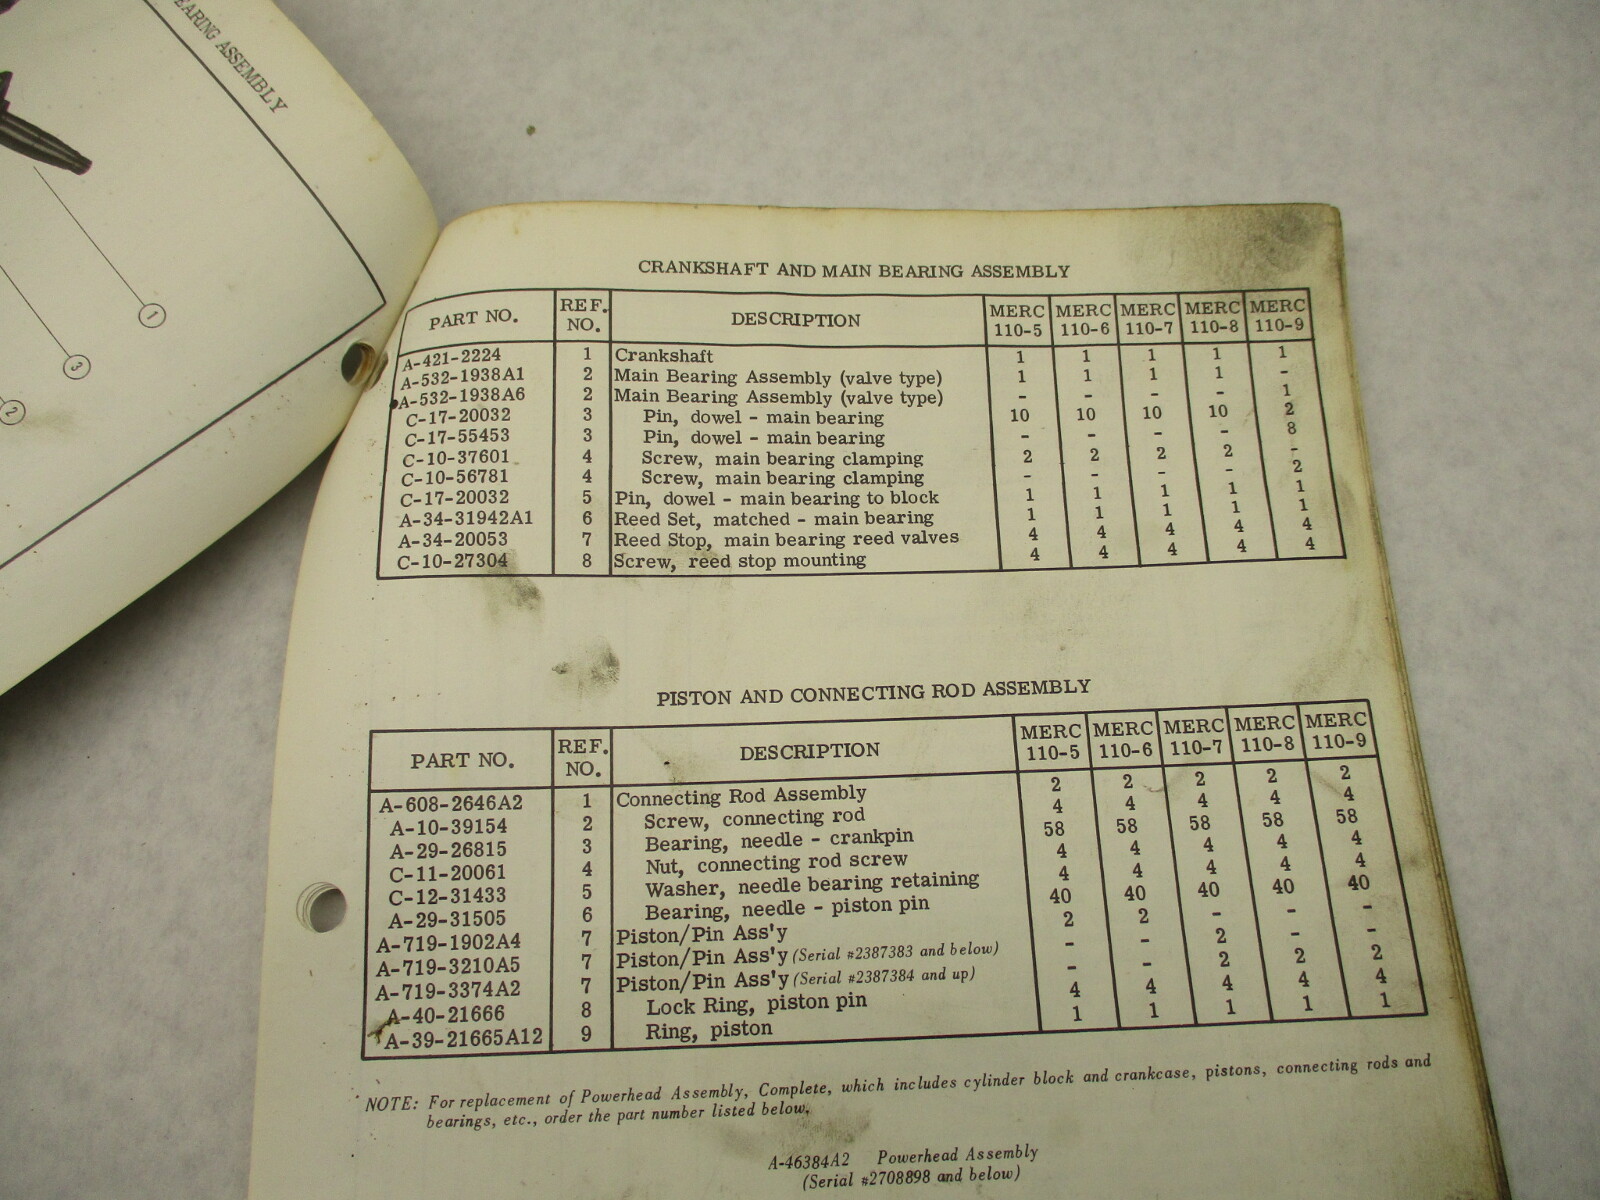 EARING ASSEMBLY
1
3
2
CRANKSHAFT AND MAIN BEARING ASSEMBLY
PART NO. REF. NO. DESCRIPTION MERC 110-5 MERC 110-6 MERC 110-7 MERC 110-8 MERC 110-9
A-421-2224 1 Crankshaft 1 1 1 1 1
A-532-1938A1 2 Main Bearing Assembly (valve type) 1 1 1 1 -
A-532-1938A6 2 Main Bearing Assembly (valve type) - - - - 1
C-17-20032 3 Pin, dowel - main bearing 10 10 10 10 2
C-17-55453 3 Pin, dowel - main bearing - - - - 8
C-10-37601 4 Screw, main bearing clamping 2 2 2 2 -
C-10-56781 4 Screw, main bearing clamping - - - - 2
C-17-20032 5 Pin, dowel - main bearing to block 1 1 1 1 1
A-34-31942A1 6 Reed Set, matched - main bearing 1 1 1 1 1
A-34-20053 7 Reed Stop, main bearing reed valves 4 4 4 4 4
C-10-27304 8 Screw, reed stop mounting 4 4 4 4 4
PISTON AND CONNECTING ROD ASSEMBLY
PART NO. REF. NO. DESCRIPTION MERC 110-5 MERC 110-6 MERC 110-7 MERC 110-8 MERC 110-9
A-608-2646A2 1 Connecting Rod Assembly 2 2 2 2 2
A-10-39154 2 Screw, connecting rod 4 4 4 4 4
A-29-26815 3 Bearing, needle - crankpin 58 58 58 58 58
C-11-20061 4 Nut, connecting rod screw 4 4 4 4 4
C-12-31433 5 Washer, needle bearing retaining 4 4 4 4 4
A-29-31505 6 Bearing, needle - piston pin 40 40 40 40 40
A-719-1902A4 7 Piston/Pin Ass'y 2 2 - - -
A-719-3210A5 7 Piston/Pin Ass'y (Serial #2387383 and below) - - 2 - -
A-719-3374A2 7 Piston/Pin Ass'y (Serial #2387384 and up) - - 2 2 2
A-40-21666 8 Lock Ring, piston pin 4 4 4 4 4
A-39-21665A12 9 Ring, piston 1 1 1 1 1
NOTE: For replacement of Powerhead Assembly, Complete, which includes cylinder block and crankcase, pistons, connecting rods and
bearings, etc., order the part number listed below.
A-46384A2 Powerhead Assembly
(Serial #2708898 and below)